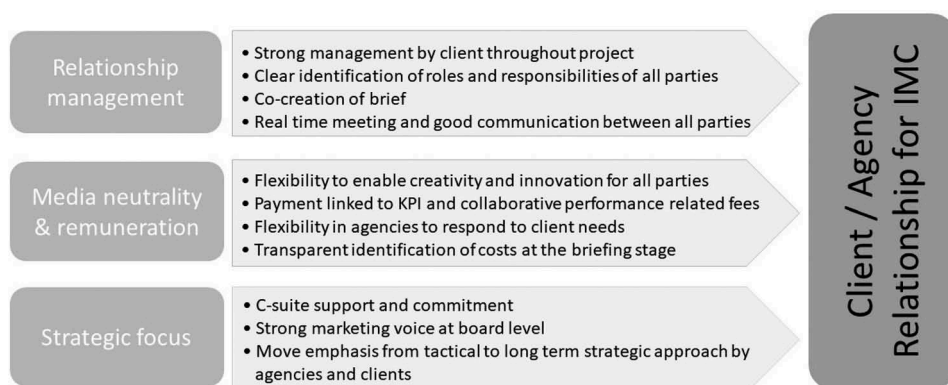 Relationship
management
• Strong management by client throughout project
• Clear identification of roles and responsibilities of all parties
• Co-creation of brief
• Real time meeting and good communication between all parties
Media neutrality
& remuneration
• Flexibility to enable creativity and innovation for all parties
• Payment linked to KPI and collaborative performance related fees
• Flexibility in agencies to respond to client needs
• Transparent identification of costs at the briefing stage
Strategic focus
• C-suite support and commitment
• Strong marketing voice at board level
• Move emphasis from tactical to long term strategic approach by
agencies and clients
Client / Agency
Relationship for IMC